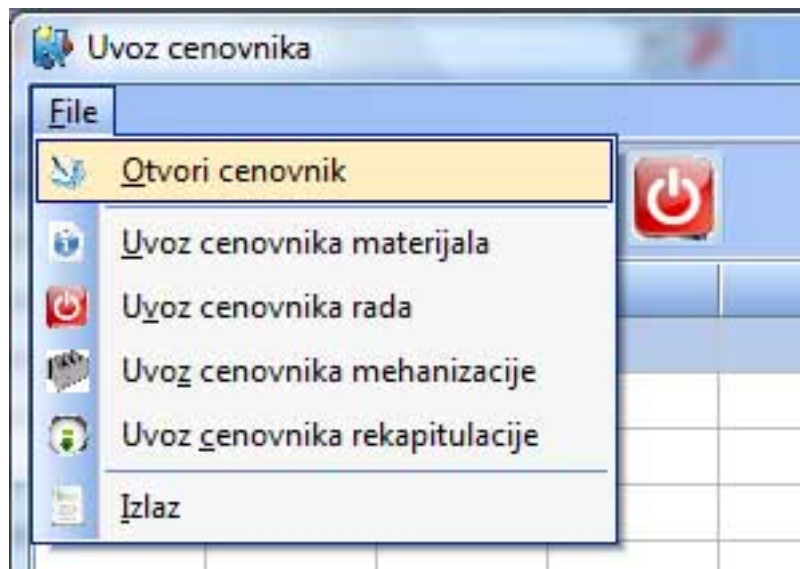 Uvoz cenovnika
File
Otvori cenovnik
Uvoz cenovnika materijala
Uvoz cenovnika rada
Uvoz cenovnika mehanizacije
Uvoz cenovnika rekapitulacije
Izlaz